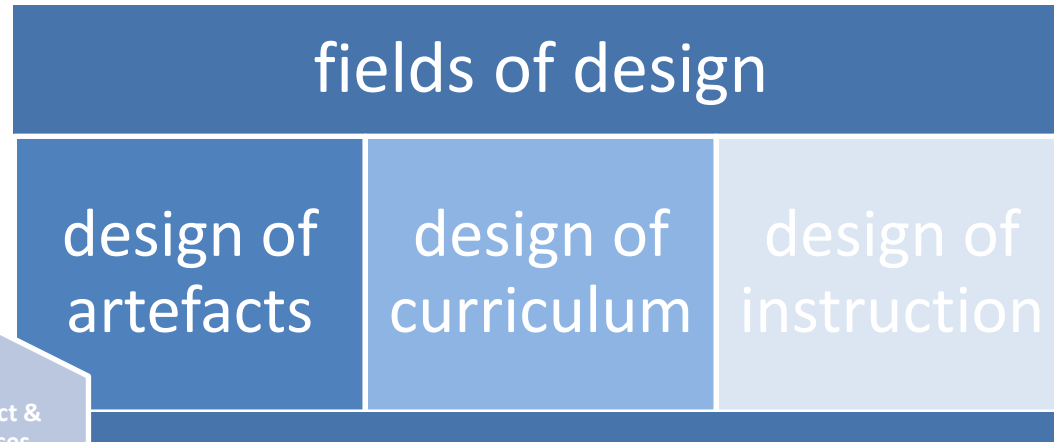 fields of design
design of
artefacts
design of
curriculum
design of
instruction